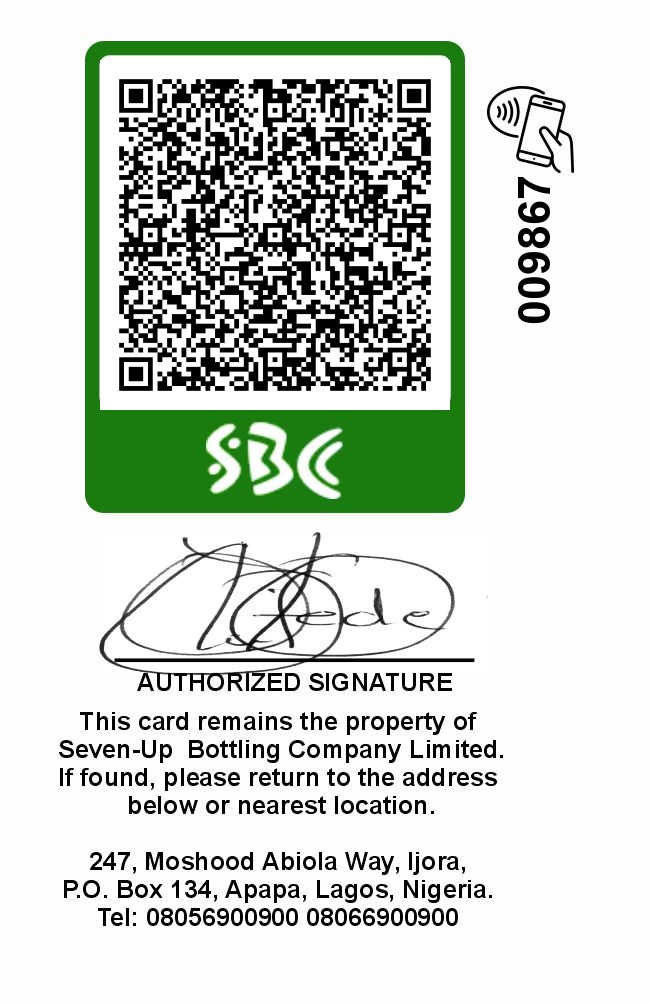 009867
SBC
AUTHORIZED SIGNATURE
This card remains the property of
Seven-Up  Bottling Company Limited.
If found, please return to the address
below or nearest location.
247, Moshood Abiola Way, Ijora,
P.O. Box 134, Apapa, Lagos, Nigeria.
Tel: 08056900900 08066900900